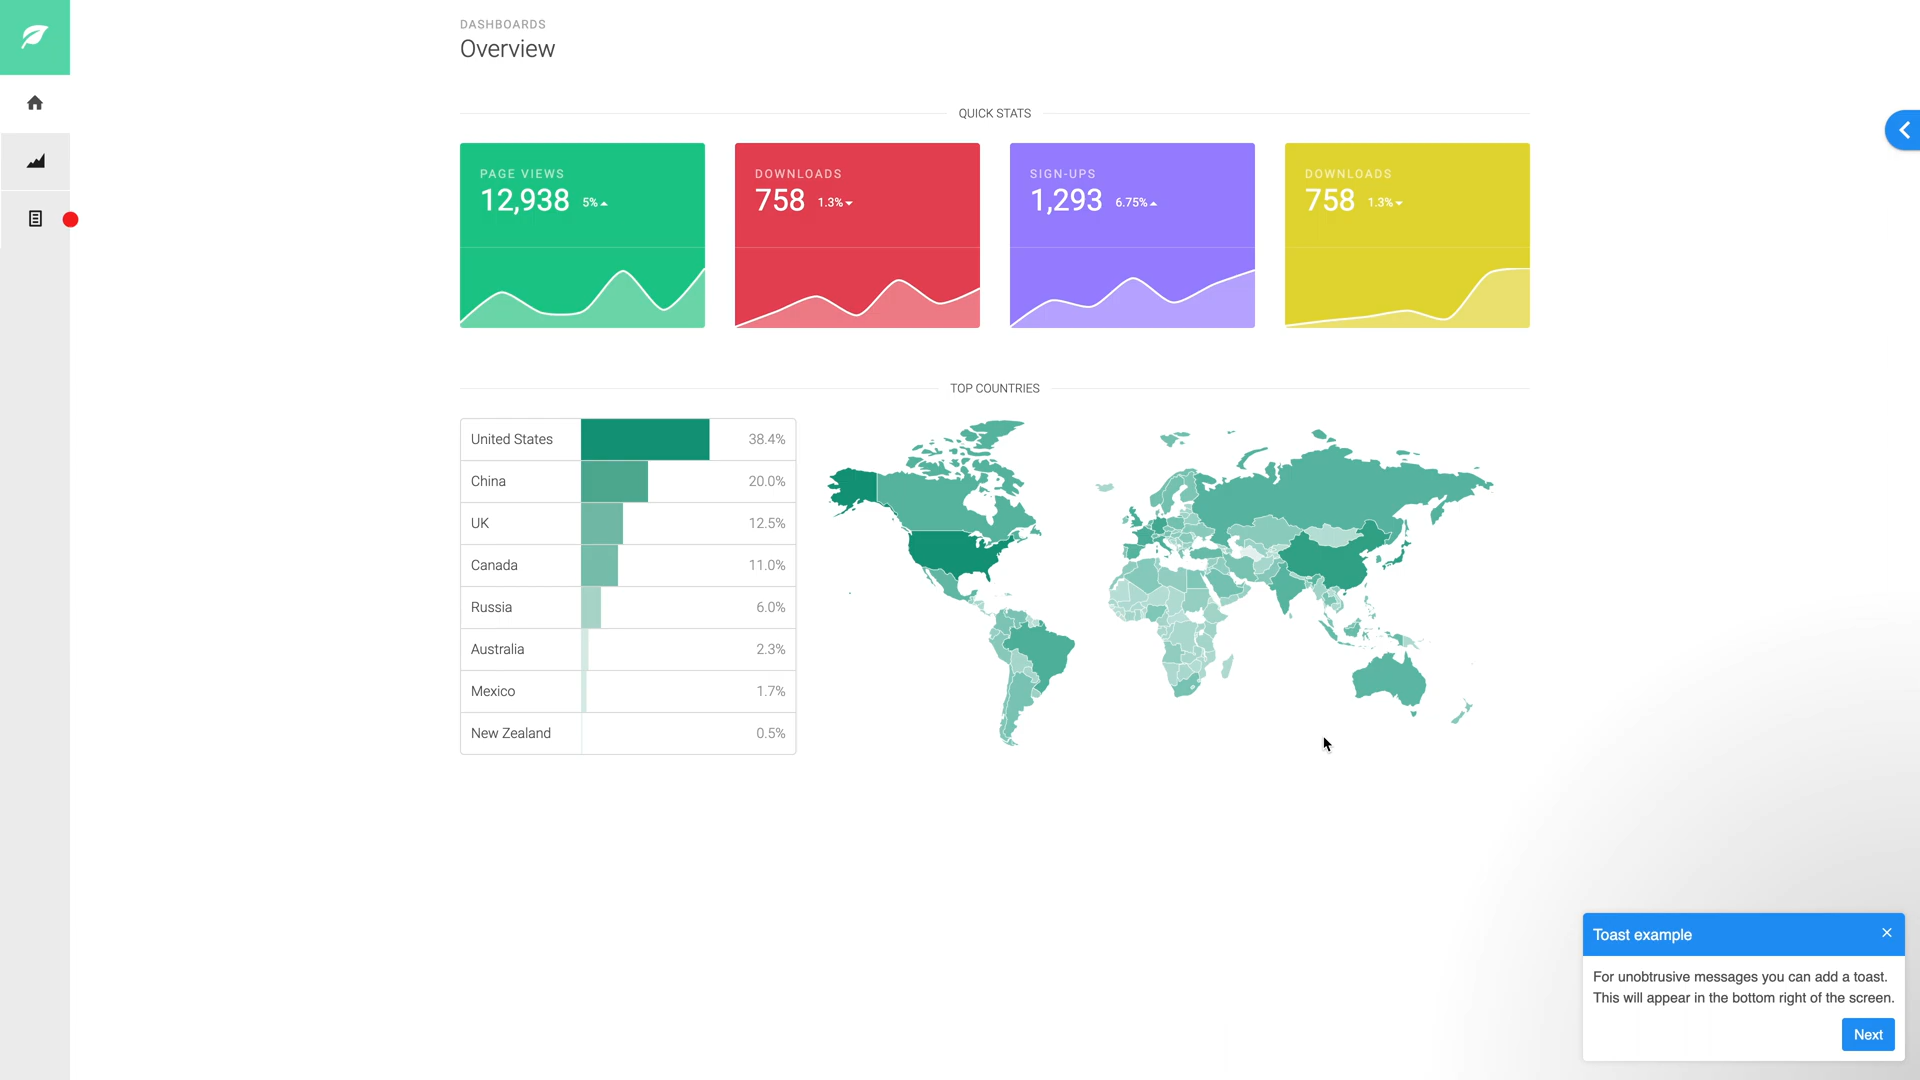 DASHBOARDS
Overview
QUICK STATS
PAGE VIEWS
12,938 5%
DOWNLOADS
758 1.3%
SIGN-UPS
1,293 6.75%
DOWNLOADS
758 1.3%
TOP COUNTRIES
United States 38.4%
China 20.0%
UK 12.5%
Canada 11.0%
Russia 6.0%
Australia 2.3%
Mexico 1.7%
New Zealand 0.5%
Toast example
For unobtrusive messages you can add a toast.
This will appear in the bottom right of the screen.
Next